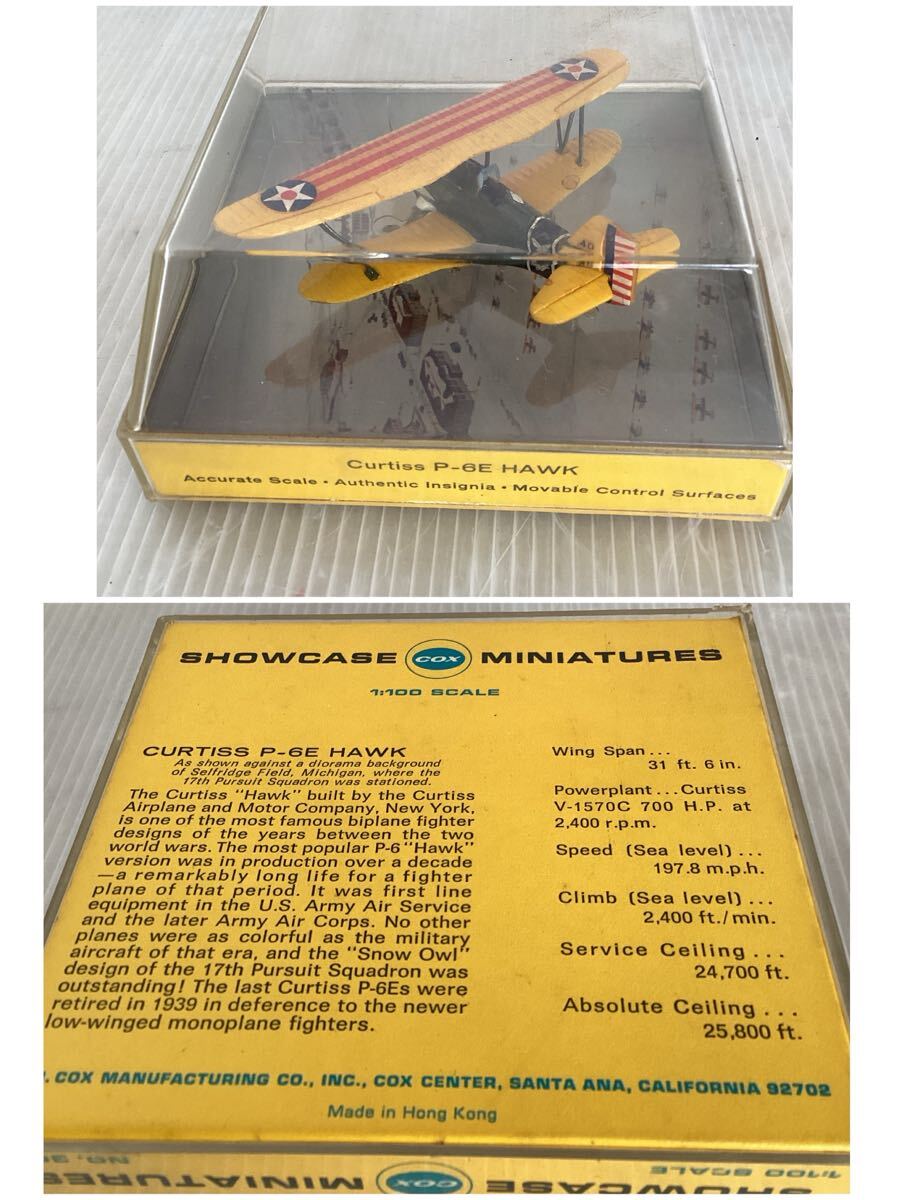 Curtiss P-6E HAWK
Accurate Scale • Authentic Insignia • Movable Control Surfaces
40
SHOWCASE COX MINIATURES
1:100 SCALE
CURTISS P-6E HAWK
As shown against a diorama background
of Selfridge Field, Michigan, where the
17th Pursuit Squadron was stationed.
The Curtiss "Hawk" built by the Curtiss
Airplane and Motor Company, New York,
is one of the most famous biplane fighter
designs of the years between the two
world wars. The most popular P-6 "Hawk"
version was in production over a decade
—a remarkably long life for a fighter
plane of that period. It was first line
equipment in the U.S. Army Air Service
and the later Army Air Corps. No other
planes were as colorful as the military
aircraft of that era, and the "Snow Owl"
design of the 17th Pursuit Squadron was
outstanding! The last Curtiss P-6Es were
retired in 1939 in deference to the newer
low-winged monoplane fighters.
Wing Span...
31 ft. 6 in.
Powerplant...Curtiss
V-1570C 700 H.P. at
2,400 r.p.m.
Speed (Sea level)...
197.8 m.p.h.
Climb (Sea level)...
2,400 ft./min.
Service Ceiling...
24,700 ft.
Absolute Ceiling...
25,800 ft.
. COX MANUFACTURING CO., INC., COX CENTER, SANTA ANA, CALIFORNIA 92702
Made in Hong Kong
1:100 SCALE
SHOWCASE COX MINIATURES